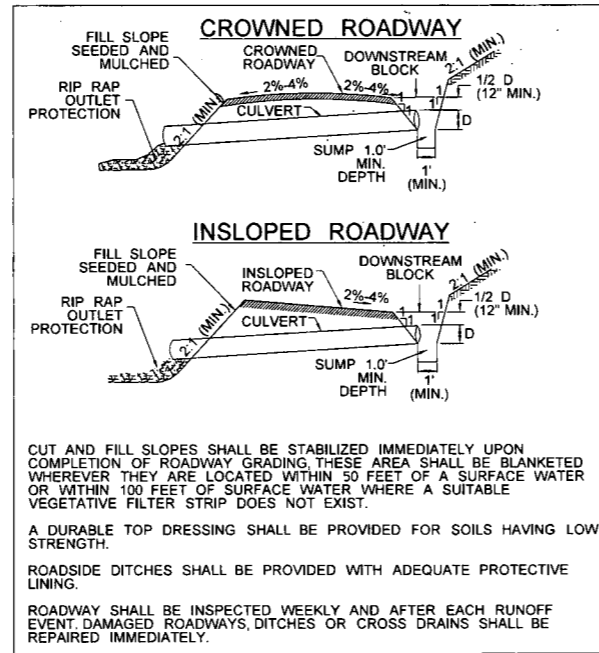 CROWNED ROADWAY
FILL SLOPE
SEEDED AND
MULCHED
CROWNED
ROADWAY
DOWNSTREAM
BLOCK
2:1 (MIN.)
1/2 D
(12" MIN.)
RIP RAP
OUTLET
PROTECTION
2%-4%
2%-4%
1
1
1
1
2:1 (MIN.)
CULVERT
D
SUMP 1.0'
MIN.
DEPTH
1'
(MIN.)
INSLOPED ROADWAY
FILL SLOPE
SEEDED AND
MULCHED
INSLOPED
ROADWAY
DOWNSTREAM
BLOCK
2:1 (MIN.)
1/2 D
(12" MIN.)
RIP RAP
OUTLET
PROTECTION
2%-4%
1
1
1
1
2:1 (MIN.)
CULVERT
D
SUMP 1.0'
MIN.
DEPTH
1'
(MIN.)
CUT AND FILL SLOPES SHALL BE STABILIZED IMMEDIATELY UPON
COMPLETION OF ROADWAY GRADING, THESE AREA SHALL BE BLANKETED
WHEREVER THEY ARE LOCATED WITHIN 50 FEET OF A SURFACE WATER
OR WITHIN 100 FEET OF SURFACE WATER WHERE A SUITABLE
VEGETATIVE FILTER STRIP DOES NOT EXIST.
A DURABLE TOP DRESSING SHALL BE PROVIDED FOR SOILS HAVING LOW
STRENGTH.
ROADSIDE DITCHES SHALL BE PROVIDED WITH ADEQUATE PROTECTIVE
LINING.
ROADWAY SHALL BE INSPECTED WEEKLY AND AFTER EACH RUNOFF
EVENT. DAMAGED ROADWAYS, DITCHES OR CROSS DRAINS SHALL BE
REPAIRED IMMEDIATELY.